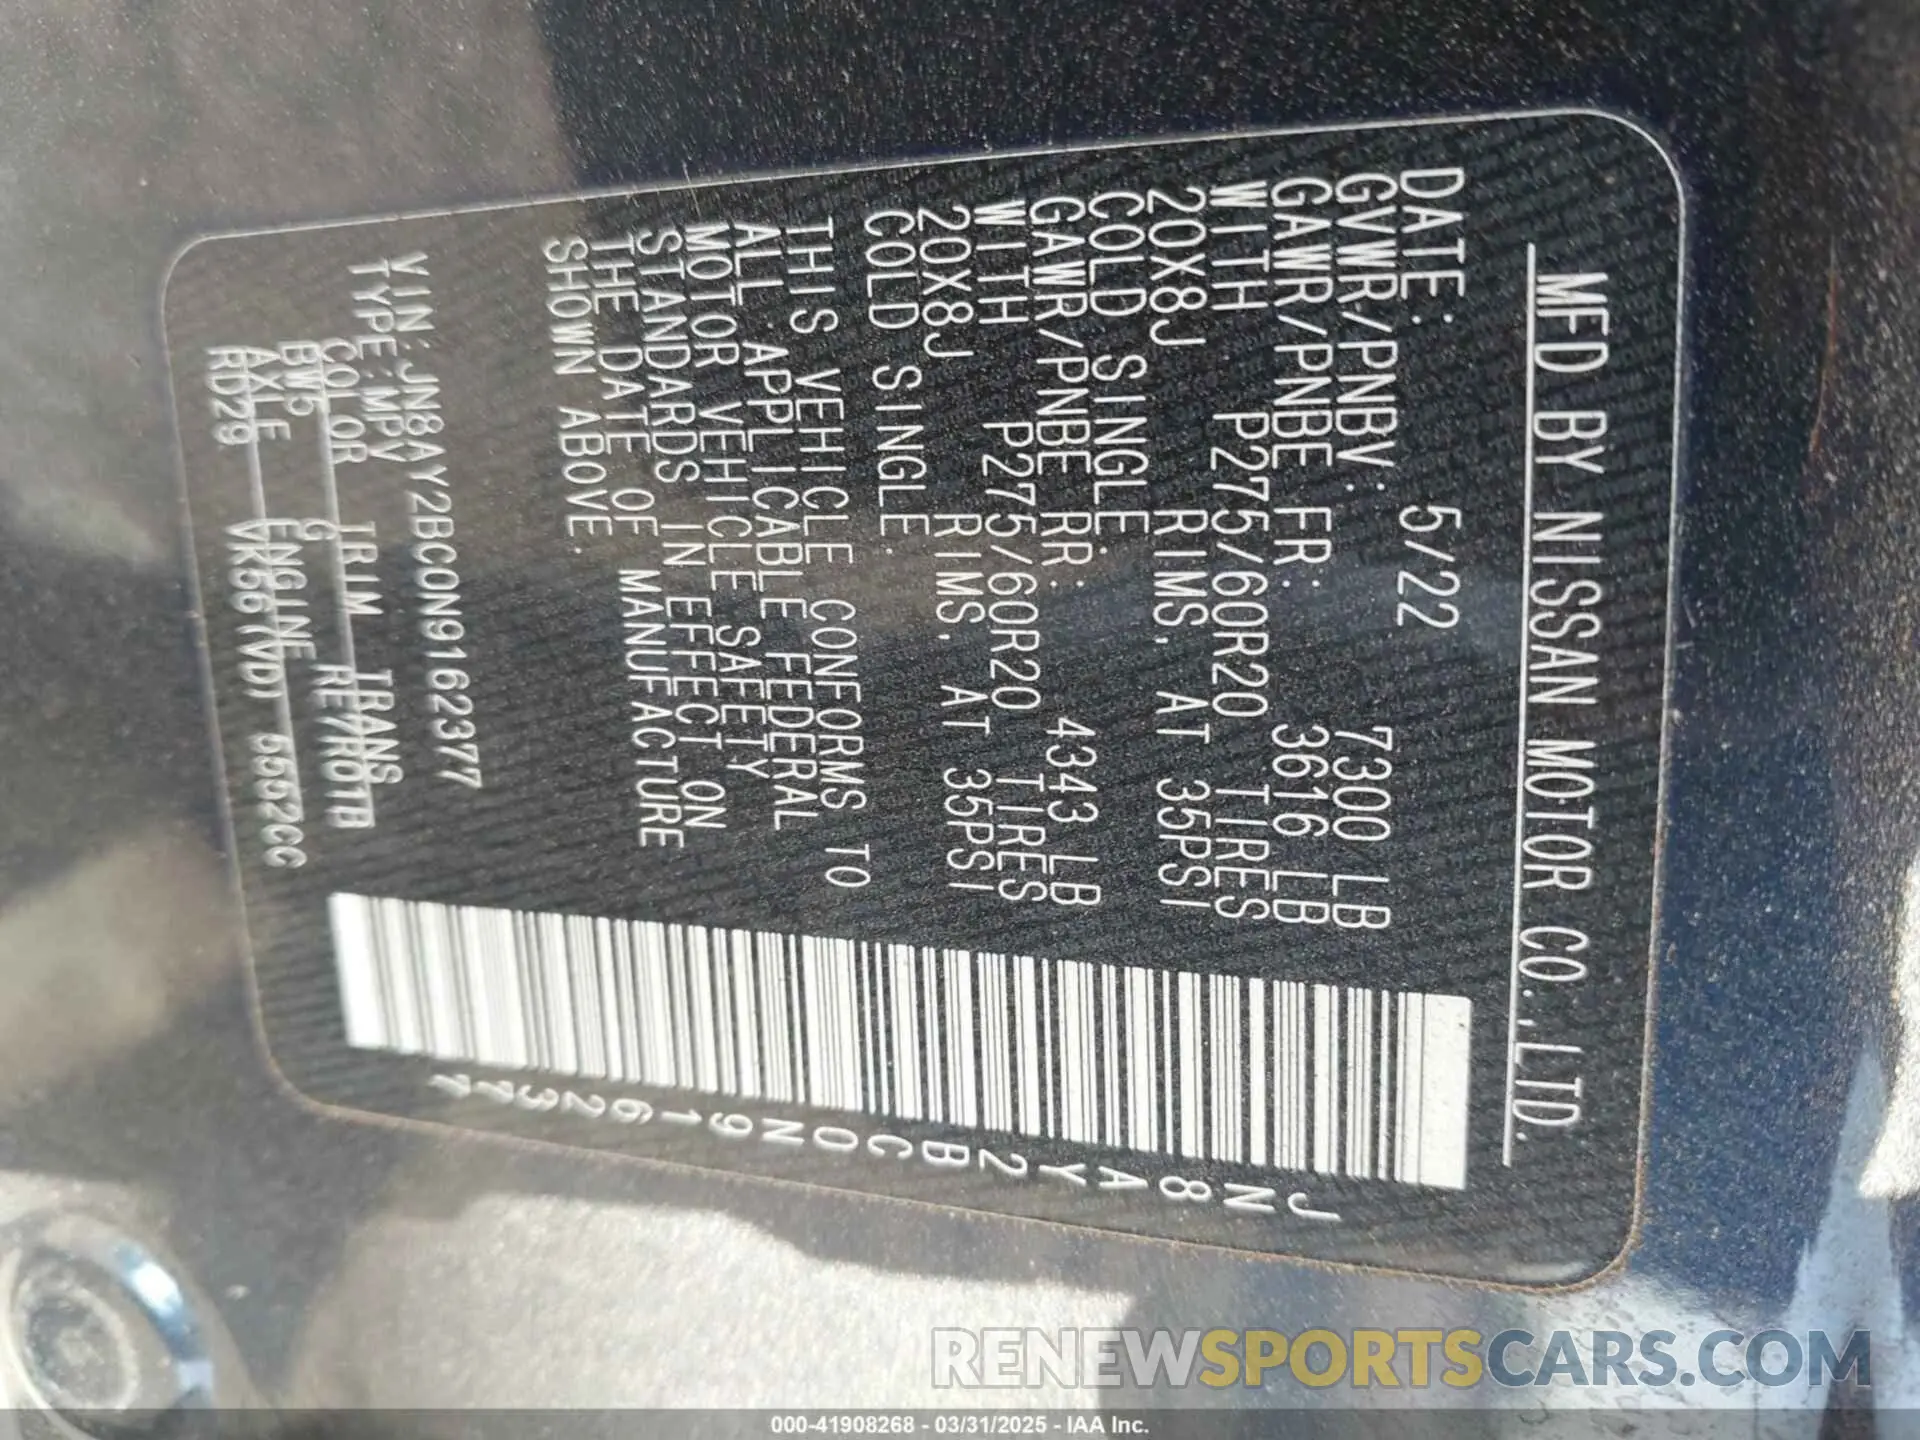 MFD BY NISSAN MOTOR CO.,LTD.
DATE: 5/22
GVWR/PNBV: 7300 LB
GAWR/PNBE FR: 3616 LB
WITH P275/60R20 TIRES
20X8J RIMS, AT 35PSI
COLD SINGLE.
GAWR/PNBE RR: 4343 LB
WITH P275/60R20 TIRES
20X8J RIMS, AT 35PSI
COLD SINGLE.
THIS VEHICLE CONFORMS TO
ALL APPLICABLE FEDERAL
MOTOR VEHICLE SAFETY
STANDARDS IN EFFECT ON
THE DATE OF MANUFACTURE
SHOWN ABOVE.
VIN:JN8AY2BC0N9162377
TYPE:MPV
COLOR TRIM TRANS
BW5 G RE7R01B
AXLE ENGINE
RD29 VK56(VD) 5552CC
JN8AY2BC0N9162377
RENEWSPORTSCARS.COM
000-41908268 - 03/31/2025 - IAA Inc.